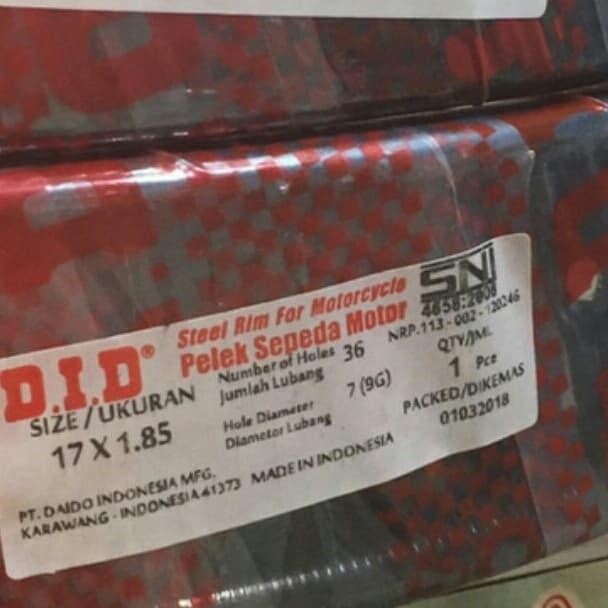 D.I.D®
Steel Rim For Motorcycle
Pelek Sepeda Motor
SNI
4658:2008
NRP.113-002-120246
SIZE/UKURAN
17 X 1.85
Number of Holes 36
Jumlah Lubang
Hole Diameter 7 (9G)
Diameter Lubang
QTY/JML
1 Pce
PACKED/DIKEMAS
01032018
PT. DAIDO INDONESIA MFG.
KARAWANG - INDONESIA 41373 MADE IN INDONESIA